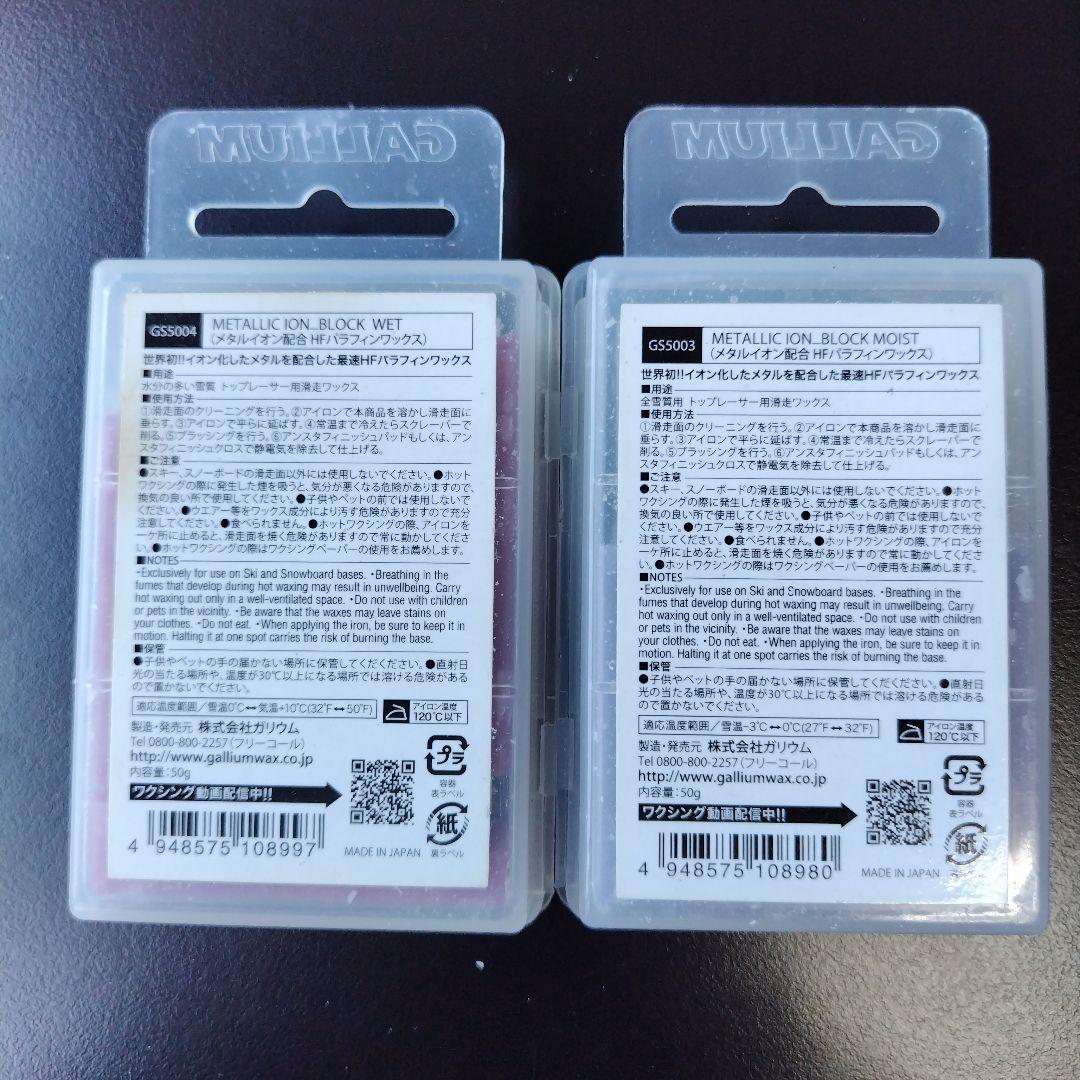 GALLIUM
GS5004
METALLIC ION...BLOCK WET
(メタルイオン配合 HFパラフィンワックス)
世界初!!イオン化したメタルを配合した最速HFパラフィンワックス
■用途
水分の多い雪質 トップレーサー用滑走ワックス
■使用方法
①滑走面のクリーニングを行う。②アイロンで本商品を溶かし滑走面に
垂らす。③アイロンで平らに延ばす。④常温まで冷えたらスクレーパーで
削る。⑤ブラッシングを行う。⑥アンスタフィニッシュパッドもしくは、アン
スタフィニッシュクロスで静電気を除去して仕上げる。
■ご注意
●スキー、スノーボードの滑走面以外には使用しないでください。●ホット
ワクシングの際に発生した煙を吸うと、気分が悪くなる危険がありますので、
換気の良い所で使用してください。●子供やペットの前では使用しないで
ください。●ウエアー等をワックス成分により汚す危険がありますので充分
注意してください。●食べられません。●ホットワクシングの際、アイロンを
一ケ所に止めると、滑走面を焼く危険がありますので常に動かしてくださ
い。●ホットワクシングの際はワクシングペーパーの使用をお薦めします。
■NOTES
・Exclusively for use on Ski and Snowboard bases. ・Breathing in the
fumes that develop during hot waxing may result in unwellbeing. Carry
hot waxing out only in a well-ventilated space. ・Do not use with children
or pets in the vicinity. ・Be aware that the waxes may leave stains on
your clothes. ・Do not eat. ・When applying the iron, be sure to keep it in
motion. Halting it at one spot carries the risk of burning the base.
■保管
●子供やペットの手の届かない場所に保管してくだください。●直射日
光の当たる場所や、温度が30℃以上になる場所では溶ける危険がある
ので置かないでください。
適応温度範囲/雪温0℃↔気温+10℃(32°F↔50°F)
アイロン温度
120℃以下
製造・発売元 株式会社ガリウム
Tel 0800-800-2257(フリーコール)
http://www.galliumwax.co.jp
内容量:50g
ワクシング動画配信中!!
プラ
容器
表ラベル
紙
裏ラベル
4 948575 108997
MADE IN JAPAN
GALLIUM
GS5003
METALLIC ION...BLOCK MOIST
(メタルイオン配合 HFパラフィンワックス)
世界初!!イオン化したメタルを配合した最速HFパラフィンワックス
■用途
全雪質用 トップレーサー用滑走ワックス
■使用方法
①滑走面のクリーニングを行う。②アイロンで本商品を溶かし滑走面に
垂らす。③アイロンで平らに延ばす。④常温まで冷えたらスクレーパーで
削る。⑤ブラッシングを行う。⑥アンスタフィニッシュパッドもしくは、アン
スタフィニッシュクロスで静電気を除去して仕上げる。
■ご注意
●スキー、スノーボードの滑走面以外には使用しないでください。●ホット
ワクシングの際に発生した煙を吸うと、気分が悪くなる危険がありますので、
換気の良い所で使用してください。●子供やペットの前では使用しないで
ください。●ウエアー等をワックス成分により汚す危険がありますので充分
注意してください。●食べられません。●ホットワクシングの際、アイロンを
一ケ所に止めると、滑走面を焼く危険がありますので常に動かしてくださ
い。●ホットワクシングの際はワクシングペーパーの使用をお薦めします。
■NOTES
・Exclusively for use on Ski and Snowboard bases. ・Breathing in the
fumes that develop during hot waxing may result in unwellbeing. Carry
hot waxing out only in a well-ventilated space. ・Do not use with children
or pets in the vicinity. ・Be aware that the waxes may leave stains on
your clothes. ・Do not eat. ・When applying the iron, be sure to keep it in
motion. Halting it at one spot carries the risk of burning the base.
■保管
●子供やペットの手の届かない場所に保管してくだください。●直射日
光の当たる場所や、温度が30℃以上になる場所では溶ける危険がある
ので置かないでください。
適応温度範囲/雪温-3℃↔0℃(27°F↔32°F)
アイロン温度
120℃以下
製造・発売元 株式会社ガリウム
Tel 0800-800-2257(フリーコール)
http://www.galliumwax.co.jp
内容量:50g
ワクシング動画配信中!!
プラ
容器
表ラベル
紙
4 948575 108980
MADE IN JAPAN